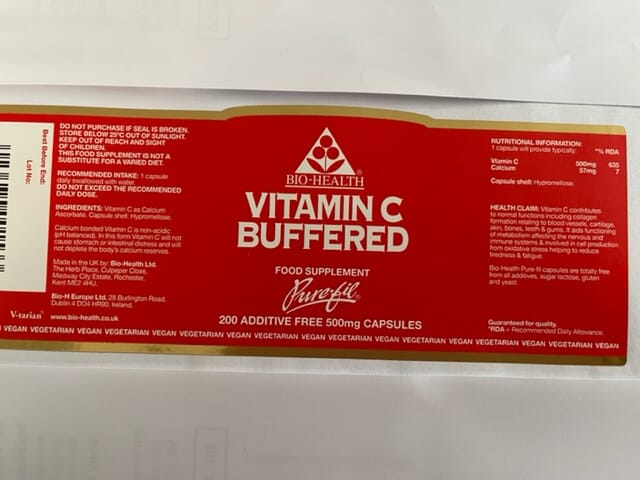 Best Before End:
Lot No:
DO NOT PURCHASE IF SEAL IS BROKEN.
STORE BELOW 25°C OUT OF SUNLIGHT.
KEEP OUT OF REACH AND SIGHT
OF CHILDREN.
THIS FOOD SUPPLEMENT IS NOT A
SUBSTITUTE FOR A VARIED DIET.
RECOMMENDED INTAKE: 1 capsule
daily swallowed with water.
DO NOT EXCEED THE RECOMMENDED
DAILY DOSE.
INGREDIENTS: Vitamin C as Calcium
Ascorbate. Capsule shell: Hypromellose.
Calcium bonded Vitamin C is non-acidic
(pH balanced). In this form Vitamin C will not
cause stomach or intestinal distress and will
not deplete the body's calcium reserves.
Made in the UK by: Bio-Health Ltd.
The Herb Place, Culpeper Close,
Medway City Estate, Rochester,
Kent ME2 4HU.
Bio-H Europe Ltd. 28 Burlington Road,
Dublin 4 DO4 HR90. Ireland.
V-tarian® www.bio-health.co.uk
BIO-HEALTH®
VITAMIN C
BUFFERED
FOOD SUPPLEMENT
Pure-fil®
200 ADDITIVE FREE 500mg CAPSULES
NUTRITIONAL INFORMATION:
1 capsule will provide typically: *% RDA
Vitamin C 500mg 635
Calcium 57mg 7
Capsule shell: Hypromellose.
HEALTH CLAIM: Vitamin C contributes
to normal functions including collagen
formation relating to blood vessels, cartilage,
skin, bones, teeth & gums. It aids functioning
of metabolism affecting the nervous and
immune systems & involved in cell production
from oxidative stress helping to reduce
tiredness & fatigue.
Bio-Health Pure-fil capsules are totally free
from all additives, sugar lactose, gluten
and yeast.
Guaranteed for quality.
*RDA = Recommended Daily Allowance.
VEGAN VEGETARIAN VEGAN VEGETARIAN VEGAN VEGETARIAN VEGAN VEGETARIAN VEGAN VEGETARIAN VEGAN VEGETARIAN VEGAN VEGETARIAN VEGAN VEGETARIAN VEGAN